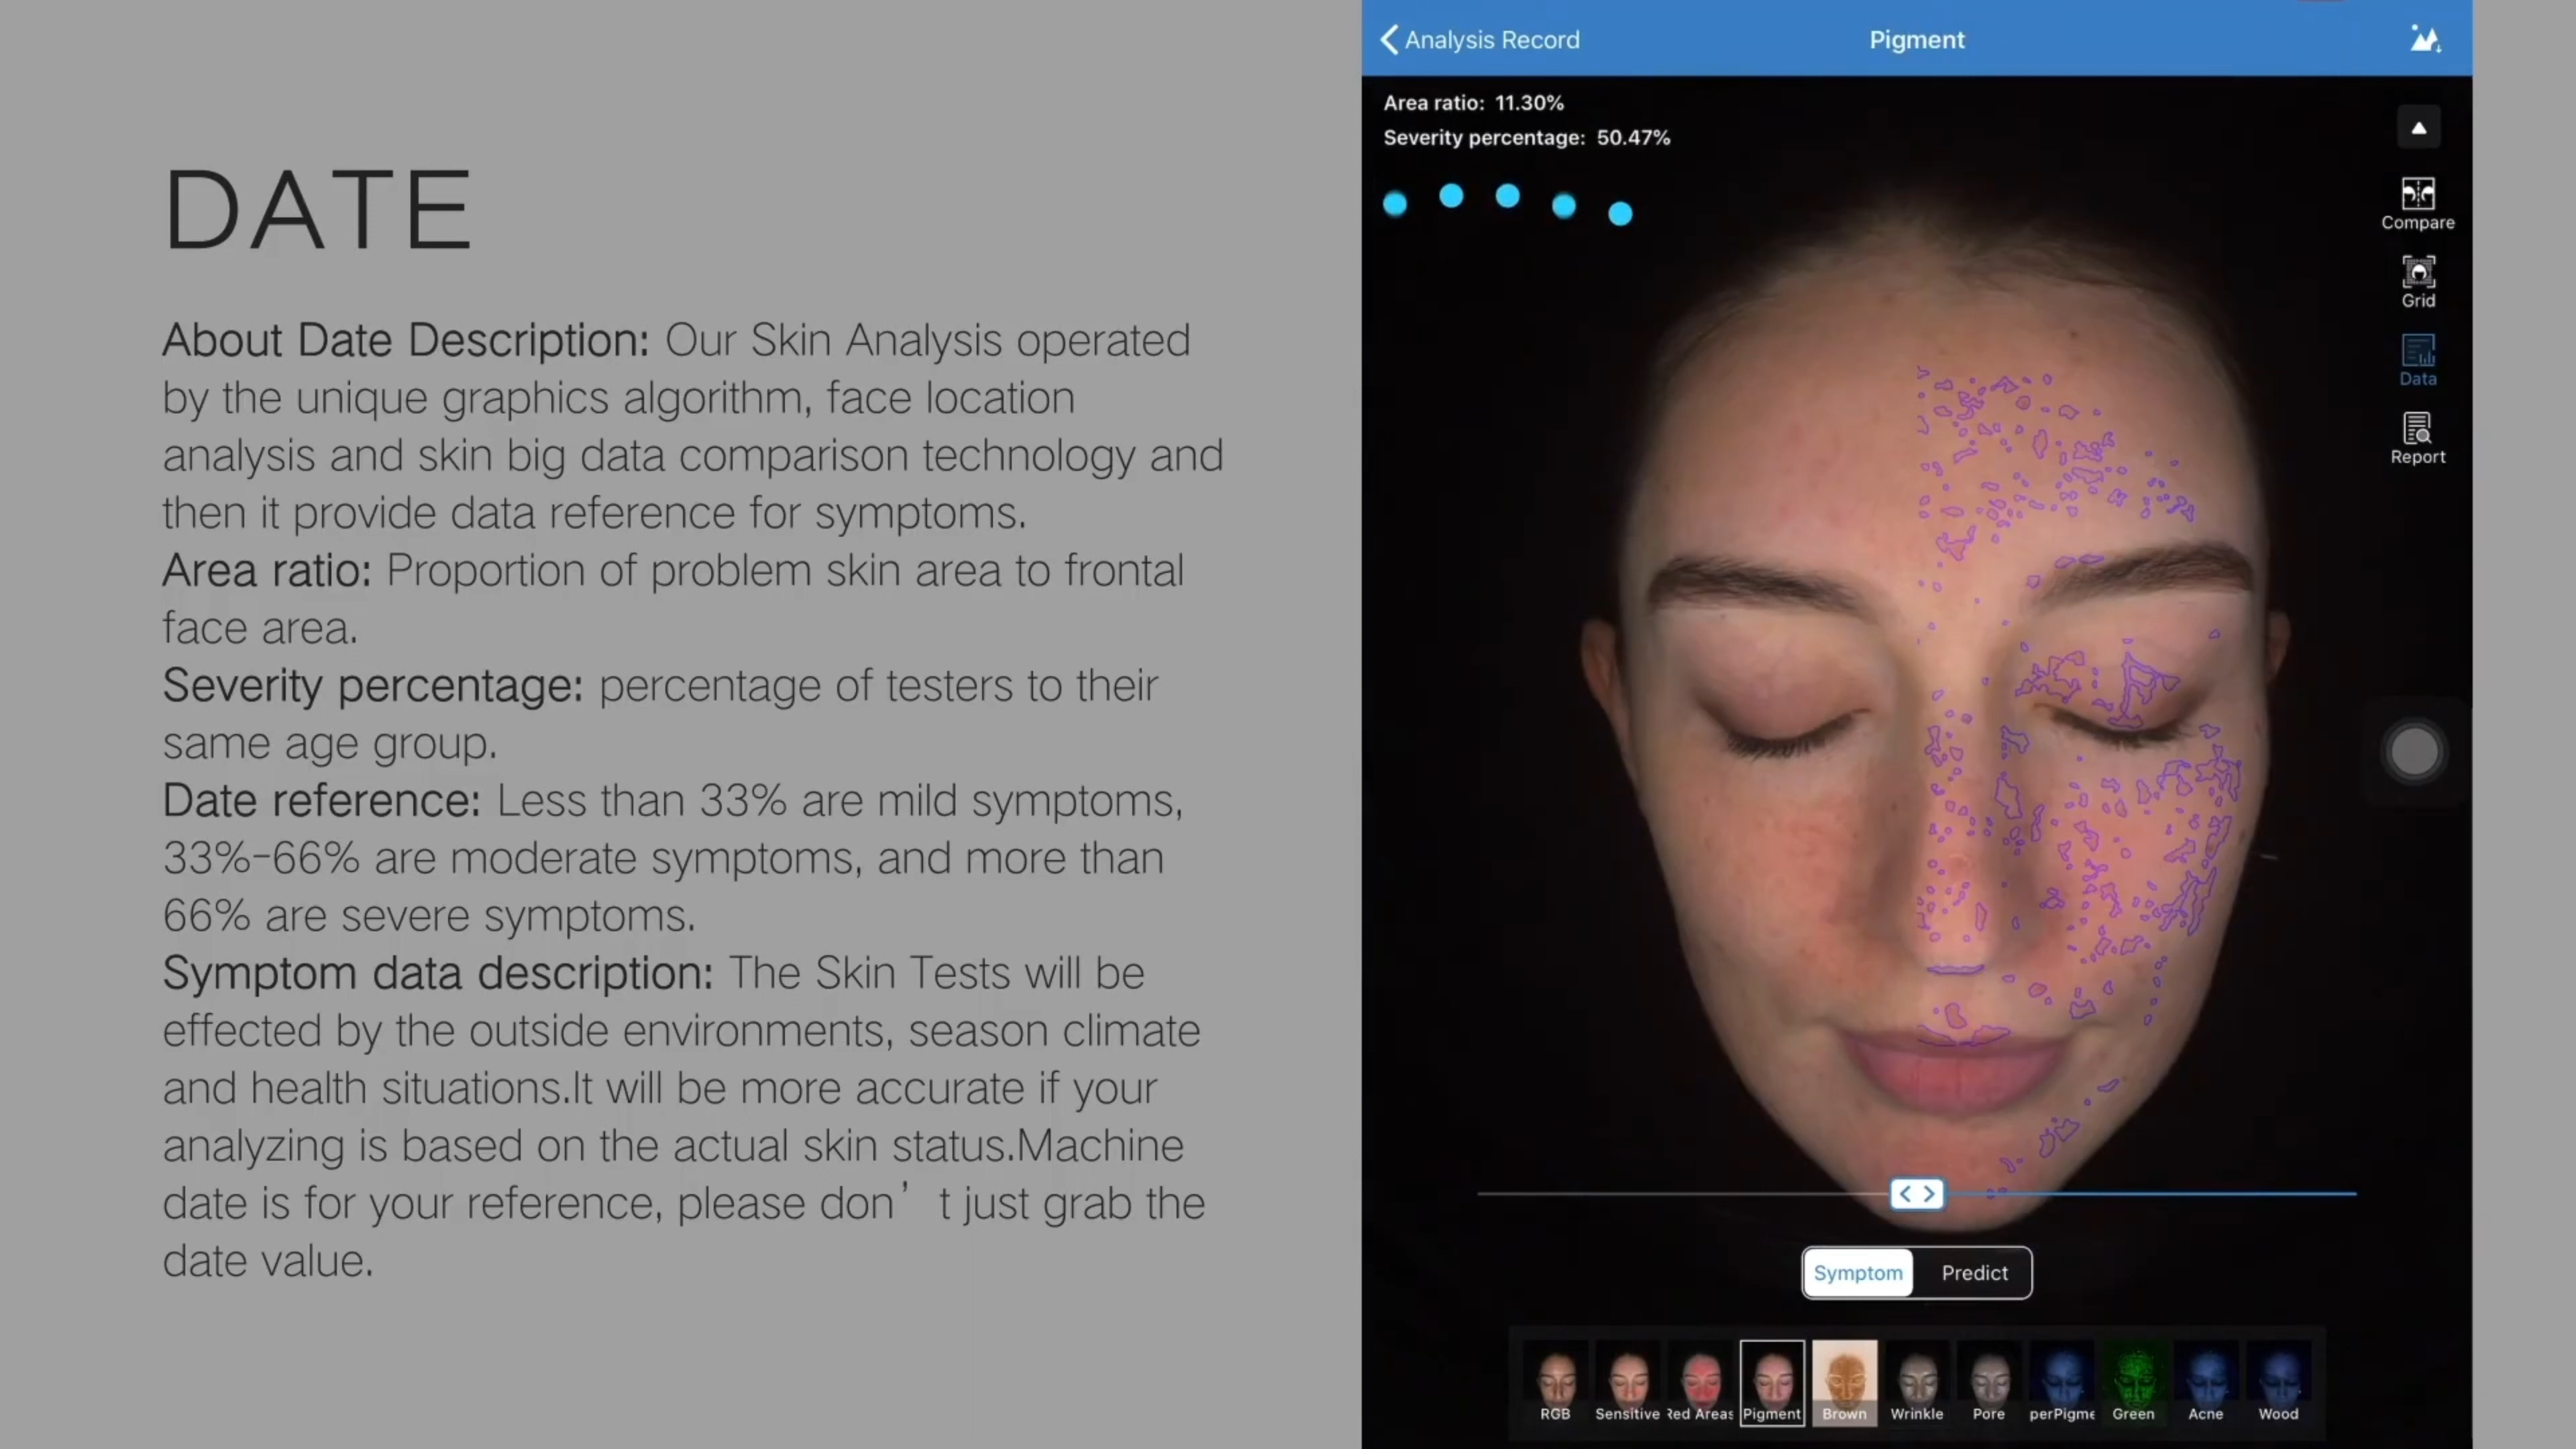 DATE
About Date Description: Our Skin Analysis operated
by the unique graphics algorithm, face location
analysis and skin big data comparison technology and
then it provide data reference for symptoms.
Area ratio: Proportion of problem skin area to frontal
face area.
Severity percentage: percentage of testers to their
same age group.
Date reference: Less than 33% are mild symptoms,
33%-66% are moderate symptoms, and more than
66% are severe symptoms.
Symptom data description: The Skin Tests will be
effected by the outside environments, season climate
and health situations.It will be more accurate if your
analyzing is based on the actual skin status.Machine
date is for your reference, please don’ t just grab the
date value.
Analysis Record
Pigment
Area ratio: 11.30%
Severity percentage: 50.47%
Compare
Grid
Data
Report
Symptom
Predict
RGB
Sensitive
Red Areas
Pigment
Brown
Wrinkle
Pore
perPigme
Green
Acne
Wood